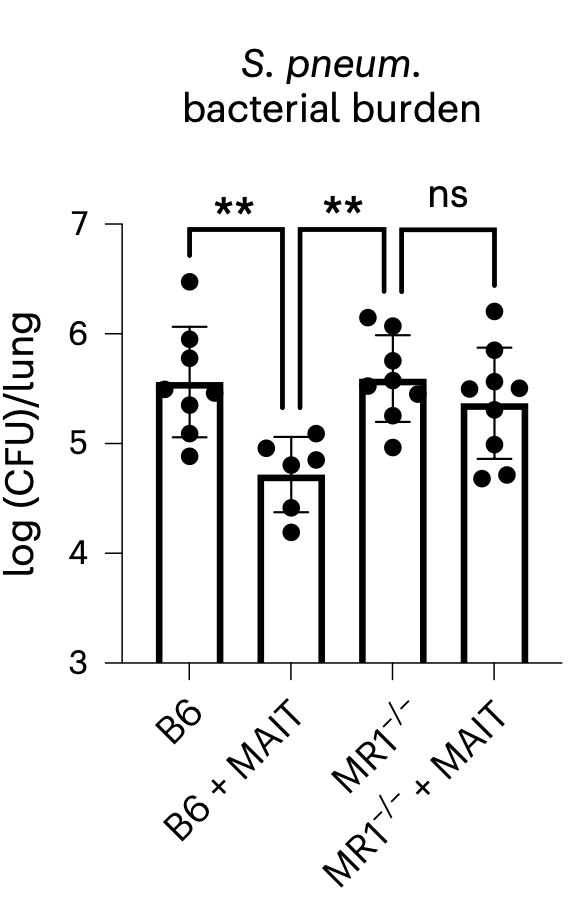 S. pneum.
bacterial burden
** ** ns
log (CFU)/lung
7
6
5
4
3
B6
B6 + MAIT
MR1⁻/⁻
MR1⁻/⁻ + MAIT